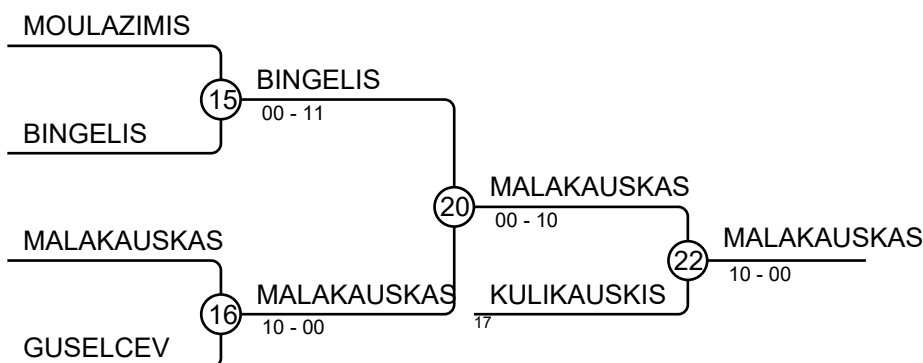 MOULAZIMIS
15
BINGELIS
00 - 11
BINGELIS
20
MALAKAUSKAS
00 - 10
MALAKAUSKAS
16
MALAKAUSKAS
10 - 00
GUSELCEV
KULIKAUSKIS
17
22
MALAKAUSKAS
10 - 00